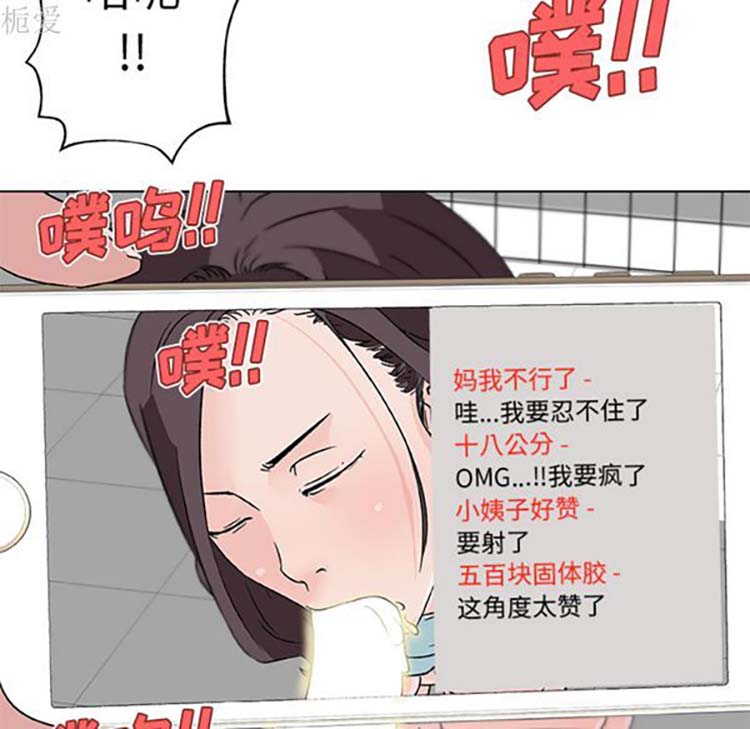 栀爱
!!
噗!!
噗呜!!
噗!!
妈我不行了 -
哇...我要忍不住了
十八公分 -
OMG...!!我要疯了
小姨子好赞 -
要射了
五百块固体胶 -
这角度太赞了
噗呜!!